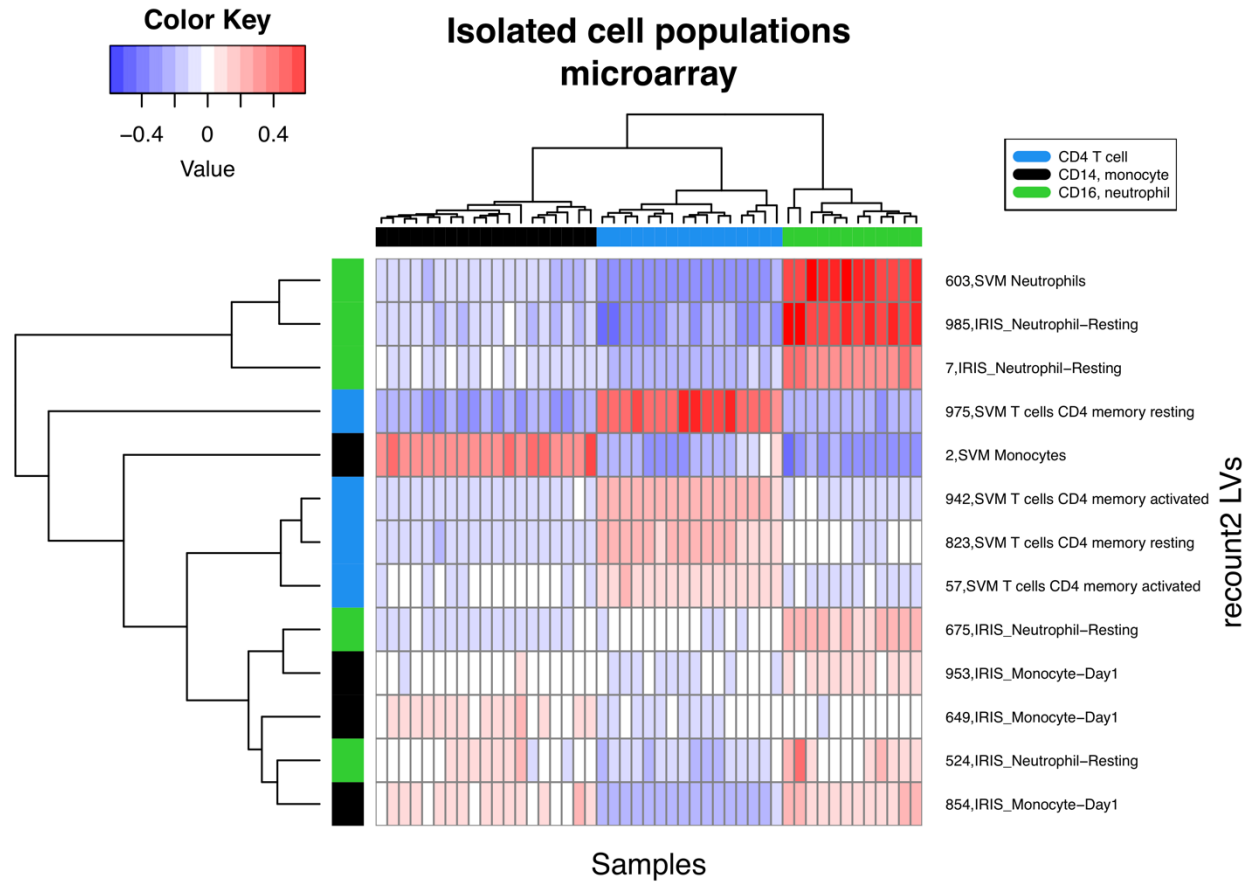 Color Key
−0.4 0 0.4
Value
Isolated cell populations
microarray
CD4 T cell
CD14, monocyte
CD16, neutrophil
603,SVM Neutrophils
985,IRIS_Neutrophil−Resting
7,IRIS_Neutrophil−Resting
975,SVM T cells CD4 memory resting
2,SVM Monocytes
942,SVM T cells CD4 memory activated
823,SVM T cells CD4 memory resting
57,SVM T cells CD4 memory activated
675,IRIS_Neutrophil−Resting
953,IRIS_Monocyte−Day1
649,IRIS_Monocyte−Day1
524,IRIS_Neutrophil−Resting
854,IRIS_Monocyte−Day1
recount2 LVs
Samples